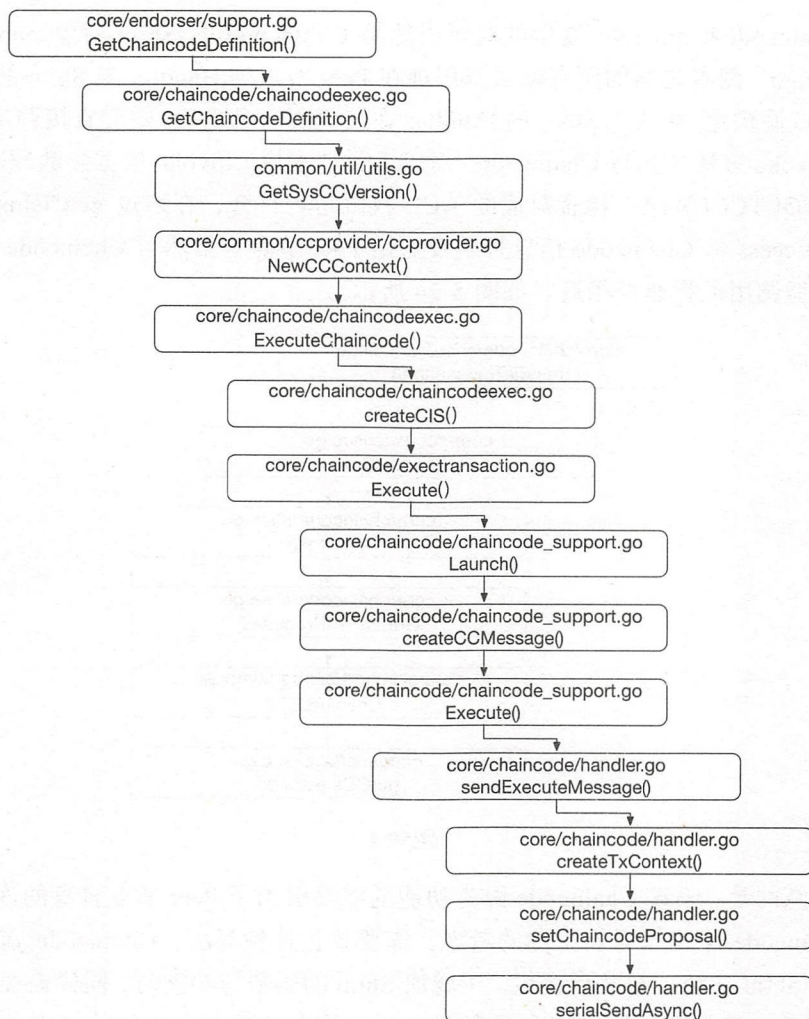 core/endorser/support.go
GetChaincodeDefinition()
core/chaincode/chaincodeexec.go
GetChaincodeDefinition()
common/util/utils.go
GetSysCCVersion()
core/common/ccprovider/ccprovider.go
NewCCContext()
core/chaincode/chaincodeexec.go
ExecuteChaincode()
core/chaincode/chaincodeexec.go
createCIS()
core/chaincode/exectransaction.go
Execute()
core/chaincode/chaincode_support.go
Launch()
core/chaincode/chaincode_support.go
createCCMessage()
core/chaincode/chaincode_support.go
Execute()
core/chaincode/handler.go
sendExecuteMessage()
core/chaincode/handler.go
createTxContext()
core/chaincode/handler.go
setChaincodeProposal()
core/chaincode/handler.go
serialSendAsync()